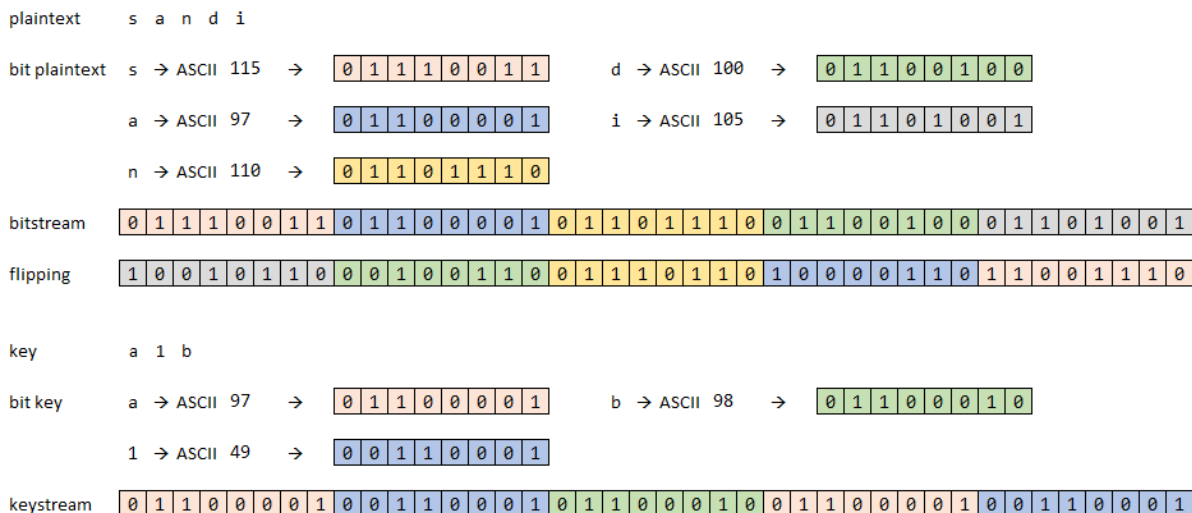 plaintext s a n d i
bit plaintext s → ASCII 115 → 0 1 1 1 0 0 1 1 d → ASCII 100 → 0 1 1 0 0 1 0 0
a → ASCII 97 → 0 1 1 0 0 0 0 1 i → ASCII 105 → 0 1 1 0 1 0 0 1
n → ASCII 110 → 0 1 1 0 1 1 1 0
bitstream 0 1 1 1 0 0 1 1 0 1 1 0 0 0 0 1 0 1 1 0 1 1 1 0 0 1 1 0 0 1 0 0 0 1 1 0 1 0 0 1
flipping 1 0 0 1 0 1 1 0 0 0 1 0 0 1 1 0 0 1 1 1 0 1 1 0 1 0 0 0 0 1 1 0 1 1 0 0 1 1 1 0
key a 1 b
bit key a → ASCII 97 → 0 1 1 0 0 0 0 1 b → ASCII 98 → 0 1 1 0 0 0 1 0
1 → ASCII 49 → 0 0 1 1 0 0 0 1
keystream 0 1 1 0 0 0 0 1 0 0 1 1 0 0 0 1 0 1 1 0 0 0 1 0 0 1 1 0 0 0 0 1 0 0 1 1 0 0 0 1